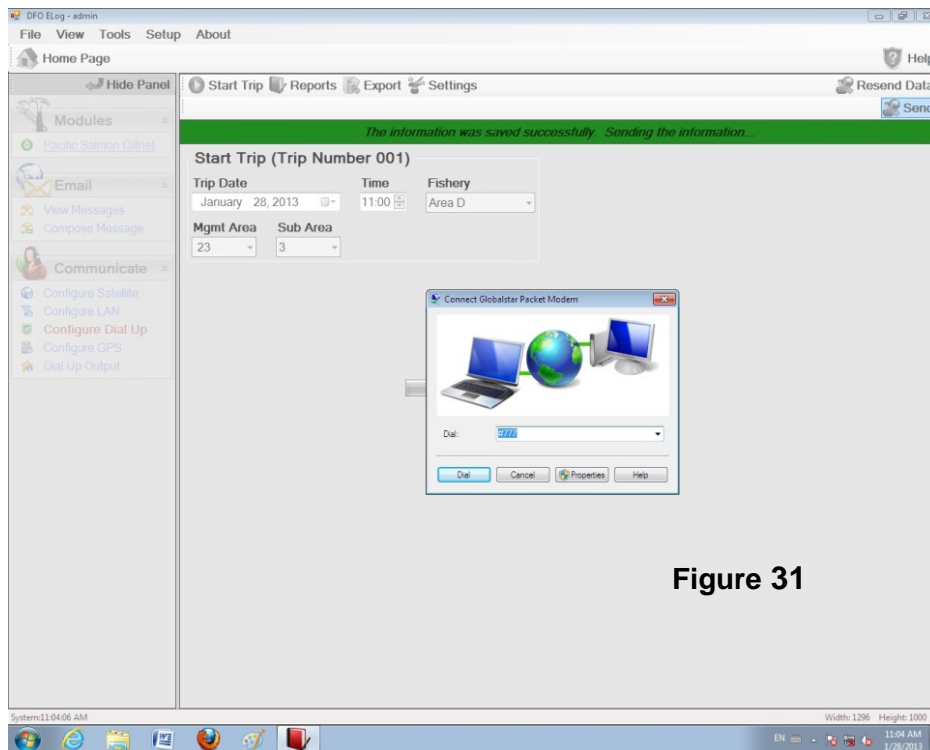 DFO ELog - admin
File View Tools Setup About
Home Page Help
Hide Panel Start Trip Reports Export Settings Resend Data
Send
The information was saved successfully. Sending the information...
Modules
Pacific Salmon Gillnet
Email
View Messages
Compose Message
Communicate
Configure Satellite
Configure LAN
Configure Dial Up
Configure GPS
Dial Up Output
Start Trip (Trip Number 001)
Trip Date Time Fishery
January 28, 2013 11:00 Area D
Mgmt Area Sub Area
23 3
Connect Globalstar Packet Modem
Dial: #777
Dial Cancel Properties Help
Figure 31
System:11:04:06 AM Width: 1296 Height: 1000
EN 11:04 AM
1/28/2013